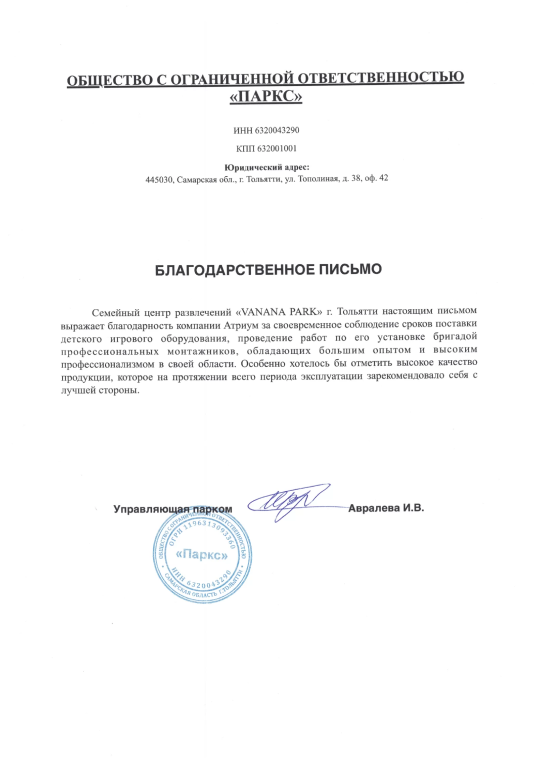 ОБЩЕСТВО С ОГРАНИЧЕННОЙ ОТВЕТСТВЕННОСТЬЮ
«ПАРКС»
ИНН 6320043290
КПП 632001001
Юридический адрес:
445030, Самарская обл., г. Тольятти, ул. Тополиная, д. 38, оф. 42
БЛАГОДАРСТВЕННОЕ ПИСЬМО
Семейный центр развлечений «VANANA PARK» г. Тольятти настоящим письмом
выражает благодарность компании Атриум за своевременное соблюдение сроков поставки
детского игрового оборудования, проведение работ по его установке бригадой
профессиональных монтажников, обладающих большим опытом и высоким
профессионализмом в своей области. Особенно хотелось бы отметить высокое качество
продукции, которое на протяжении всего периода эксплуатации зарекомендовало себя с
лучшей стороны.
Управляющая парком
Авралева И.В.
ОБЩЕСТВО С ОГРАНИЧЕННОЙ ОТВЕТСТВЕННОСТЬЮ
ОГРН 1196313093360
«Паркс»
ИНН 6320043290
САМАРСКАЯ ОБЛАСТЬ Г. ТОЛЬЯТТИ